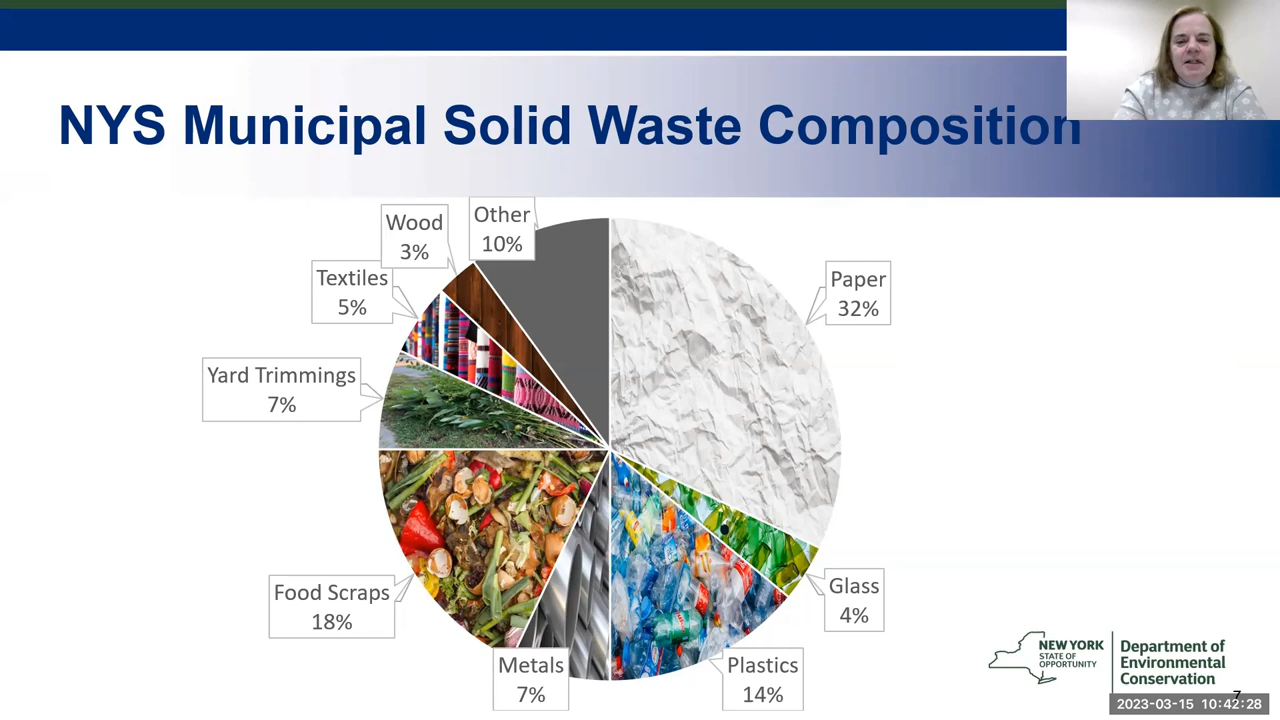 NYS Municipal Solid Waste Composition
Wood
3%
Other
10%
Textiles
5%
Paper
32%
Yard Trimmings
7%
Food Scraps
18%
Glass
4%
Metals
7%
Plastics
14%
NEW YORK
STATE OF
OPPORTUNITY
Department of
Environmental
Conservation
7
2023-03-15 10:42:28